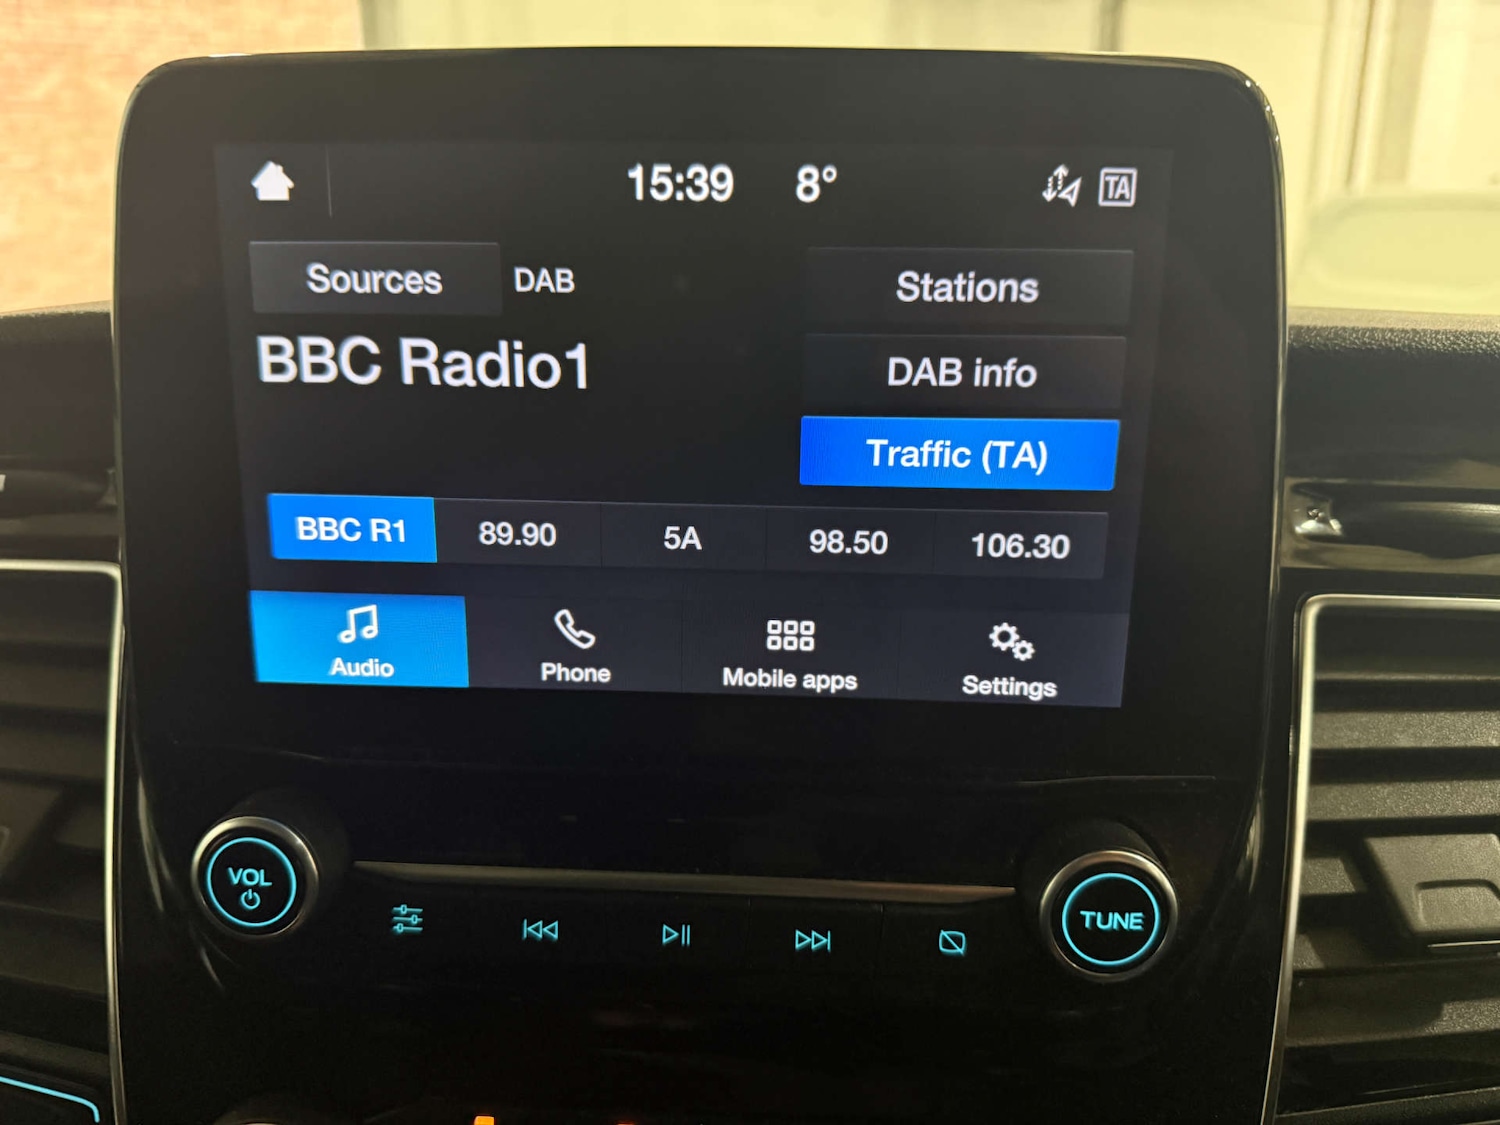 15:39 8° TA
Sources DAB Stations
BBC Radio1
DAB info
Traffic (TA)
BBC R1 89.90 5A 98.50 106.30
Audio Phone Mobile apps Settings
VOL
TUNE